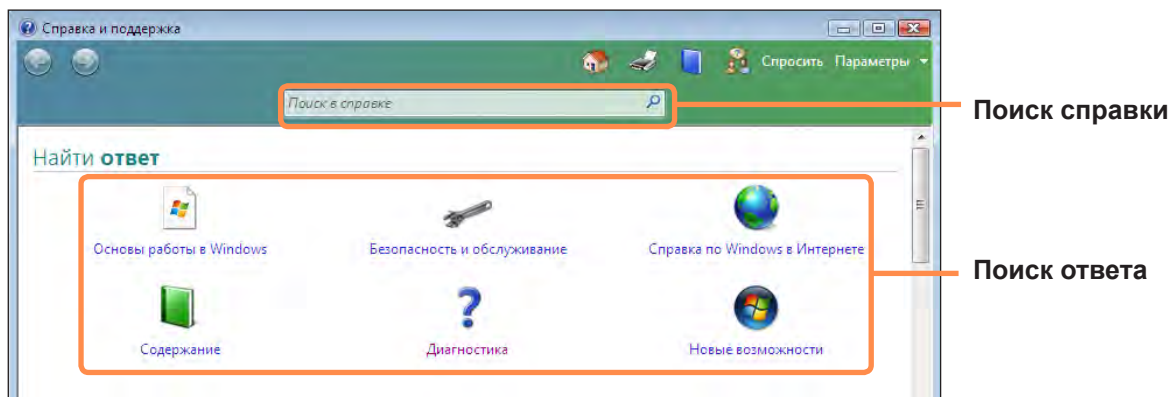 Справка и поддержка
Спросить Параметры
Поиск в справке
Поиск справки
Найти ответ
Основы работы в Windows
Безопасность и обслуживание
Справка по Windows в Интернете
Поиск ответа
Содержание
Диагностика
Новые возможности